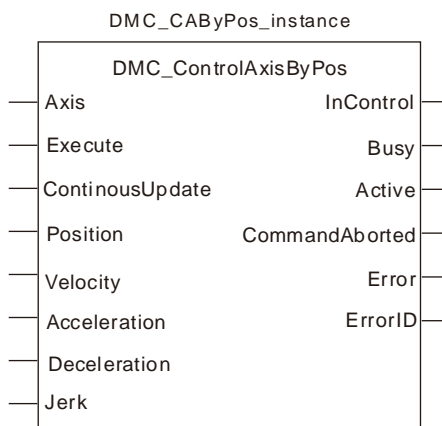 DMC_CAByPos_instance
DMC_ControlAxisByPos
Axis InControl
Execute Busy
ContinousUpdate Active
Position CommandAborted
Velocity Error
Acceleration ErrorID
Deceleration
Jerk